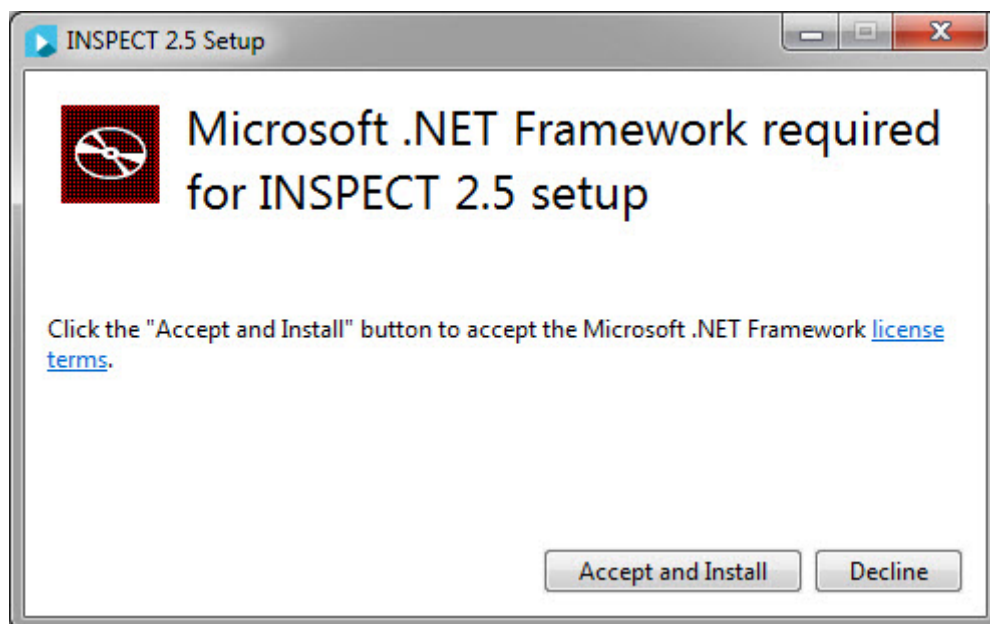 INSPECT 2.5 Setup
Microsoft .NET Framework required
for INSPECT 2.5 setup
Click the "Accept and Install" button to accept the Microsoft .NET Framework license
terms.
Accept and Install Decline